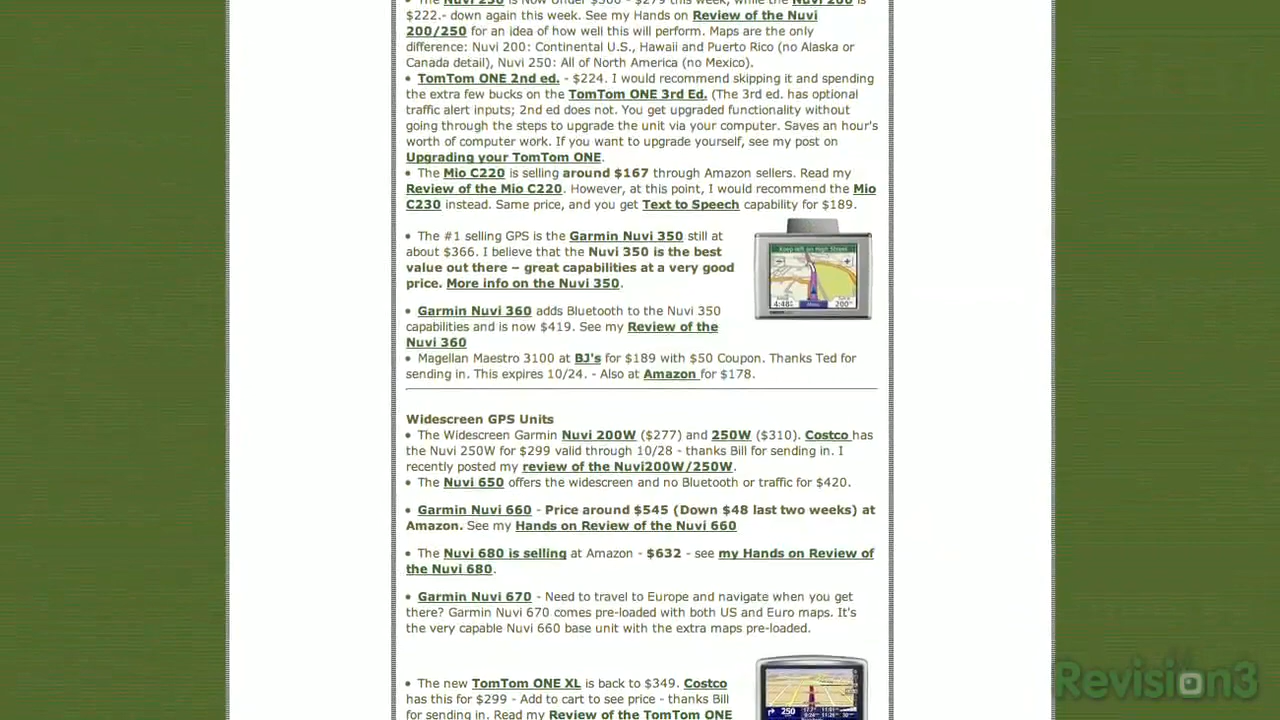 The Nuvi 250 is Now Under $300 - $279 this week, while the Nuvi 200 is
$222.- down again this week. See my Hands on Review of the Nuvi
200/250 for an idea of how well this will perform. Maps are the only
difference: Nuvi 200: Continental U.S., Hawaii and Puerto Rico (no Alaska or
Canada detail), Nuvi 250: All of North America (no Mexico).
• TomTom ONE 2nd ed. - $224. I would recommend skipping it and spending
the extra few bucks on the TomTom ONE 3rd Ed. (The 3rd ed. has optional
traffic alert inputs; 2nd ed does not. You get upgraded functionality without
going through the steps to upgrade the unit via your computer. Saves an hour's
worth of computer work. If you want to upgrade yourself, see my post on
Upgrading your TomTom ONE.
• The Mio C220 is selling around $167 through Amazon sellers. Read my
Review of the Mio C220. However, at this point, I would recommend the Mio
C230 instead. Same price, and you get Text to Speech capability for $189.
• The #1 selling GPS is the Garmin Nuvi 350 still at
about $366. I believe that the Nuvi 350 is the best
value out there – great capabilities at a very good
price. More info on the Nuvi 350.
• Garmin Nuvi 360 adds Bluetooth to the Nuvi 350
capabilities and is now $419. See my Review of the
Nuvi 360
• Magellan Maestro 3100 at BJ's for $189 with $50 Coupon. Thanks Ted for
sending in. This expires 10/24. - Also at Amazon for $178.
Widescreen GPS Units
• The Widescreen Garmin Nuvi 200W ($277) and 250W ($310). Costco has
the Nuvi 250W for $299 valid through 10/28 - thanks Bill for sending in. I
recently posted my review of the Nuvi200W/250W.
• The Nuvi 650 offers the widescreen and no Bluetooth or traffic for $420.
• Garmin Nuvi 660 - Price around $545 (Down $48 last two weeks) at
Amazon. See my Hands on Review of the Nuvi 660
• The Nuvi 680 is selling at Amazon - $632 - see my Hands on Review of
the Nuvi 680.
• Garmin Nuvi 670 - Need to travel to Europe and navigate when you get
there? Garmin Nuvi 670 comes pre-loaded with both US and Euro maps. It's
the very capable Nuvi 660 base unit with the extra maps pre-loaded.
• The new TomTom ONE XL is back to $349. Costco
has it for $299 - Add to cart to see price - thanks Bill
for sending in. Read my Review of the TomTom ONE
Revision3